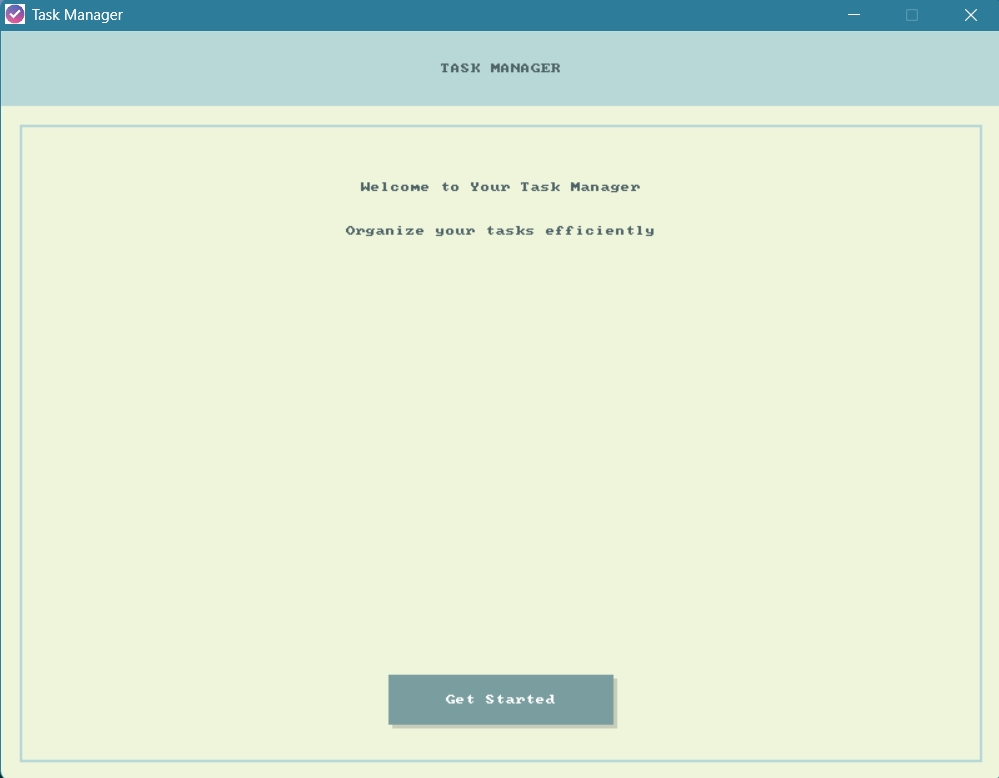 Task Manager
TASK MANAGER
Welcome to Your Task Manager
Organize your tasks efficiently
Get Started